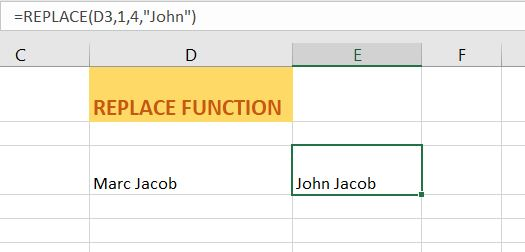 =REPLACE(D3,1,4,"John")
C D E F
REPLACE FUNCTION
Marc Jacob John Jacob